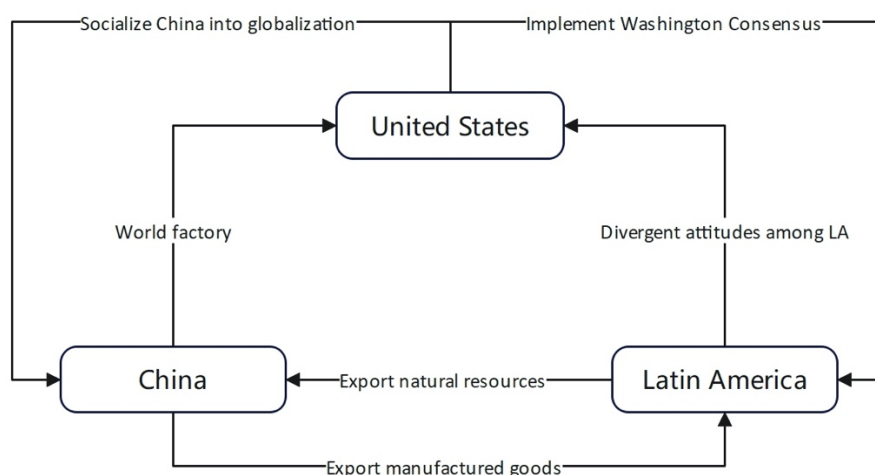 Socialize China into globalization
Implement Washington Consensus
United States
World factory
Divergent attitudes among LA
China
Export natural resources
Latin America
Export manufactured goods